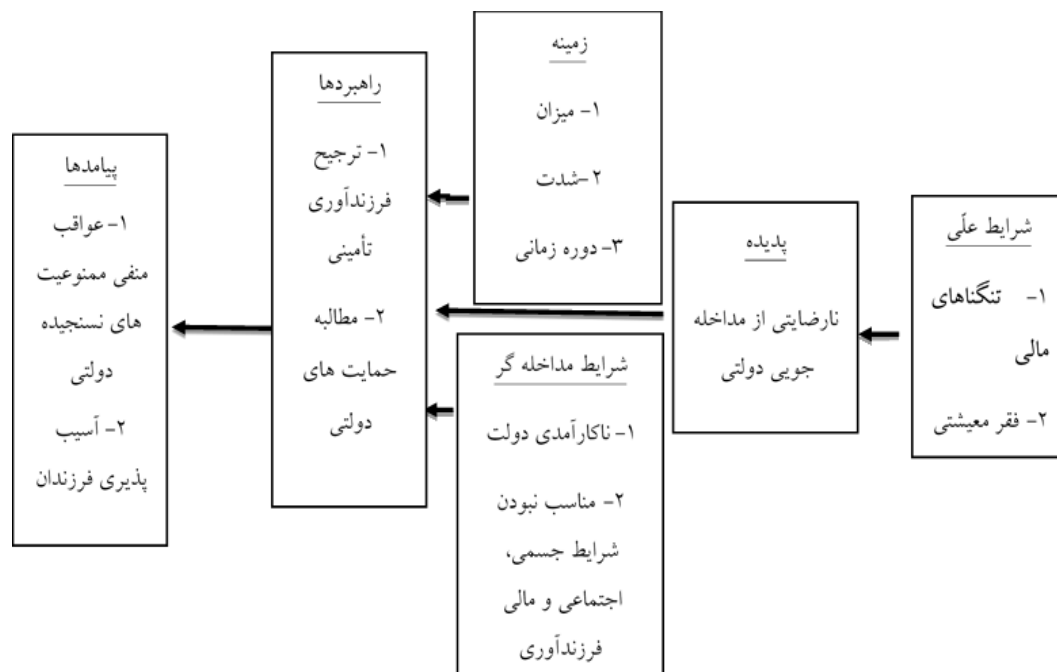 شرایط علّی
۱- تنگناهای
مالی
۲- فقر معیشتی
پدیده
نارضایتی از مداخله
جویی دولتی
زمینه
۱- میزان
۲-شدت
۳- دوره زمانی
شرایط مداخله گر
۱- ناکارآمدی دولت
۲- مناسب نبودن
شرایط جسمی،
اجتماعی و مالی
فرزندآوری
راهبردها
۱- ترجیح
فرزندآوری
تأمینی
۲- مطالبه
حمایت های
دولتی
پیامدها
۱- عواقب
منفی ممنوعیت
های نسنجیده
دولتی
۲- آسیب
پذیری فرزندان